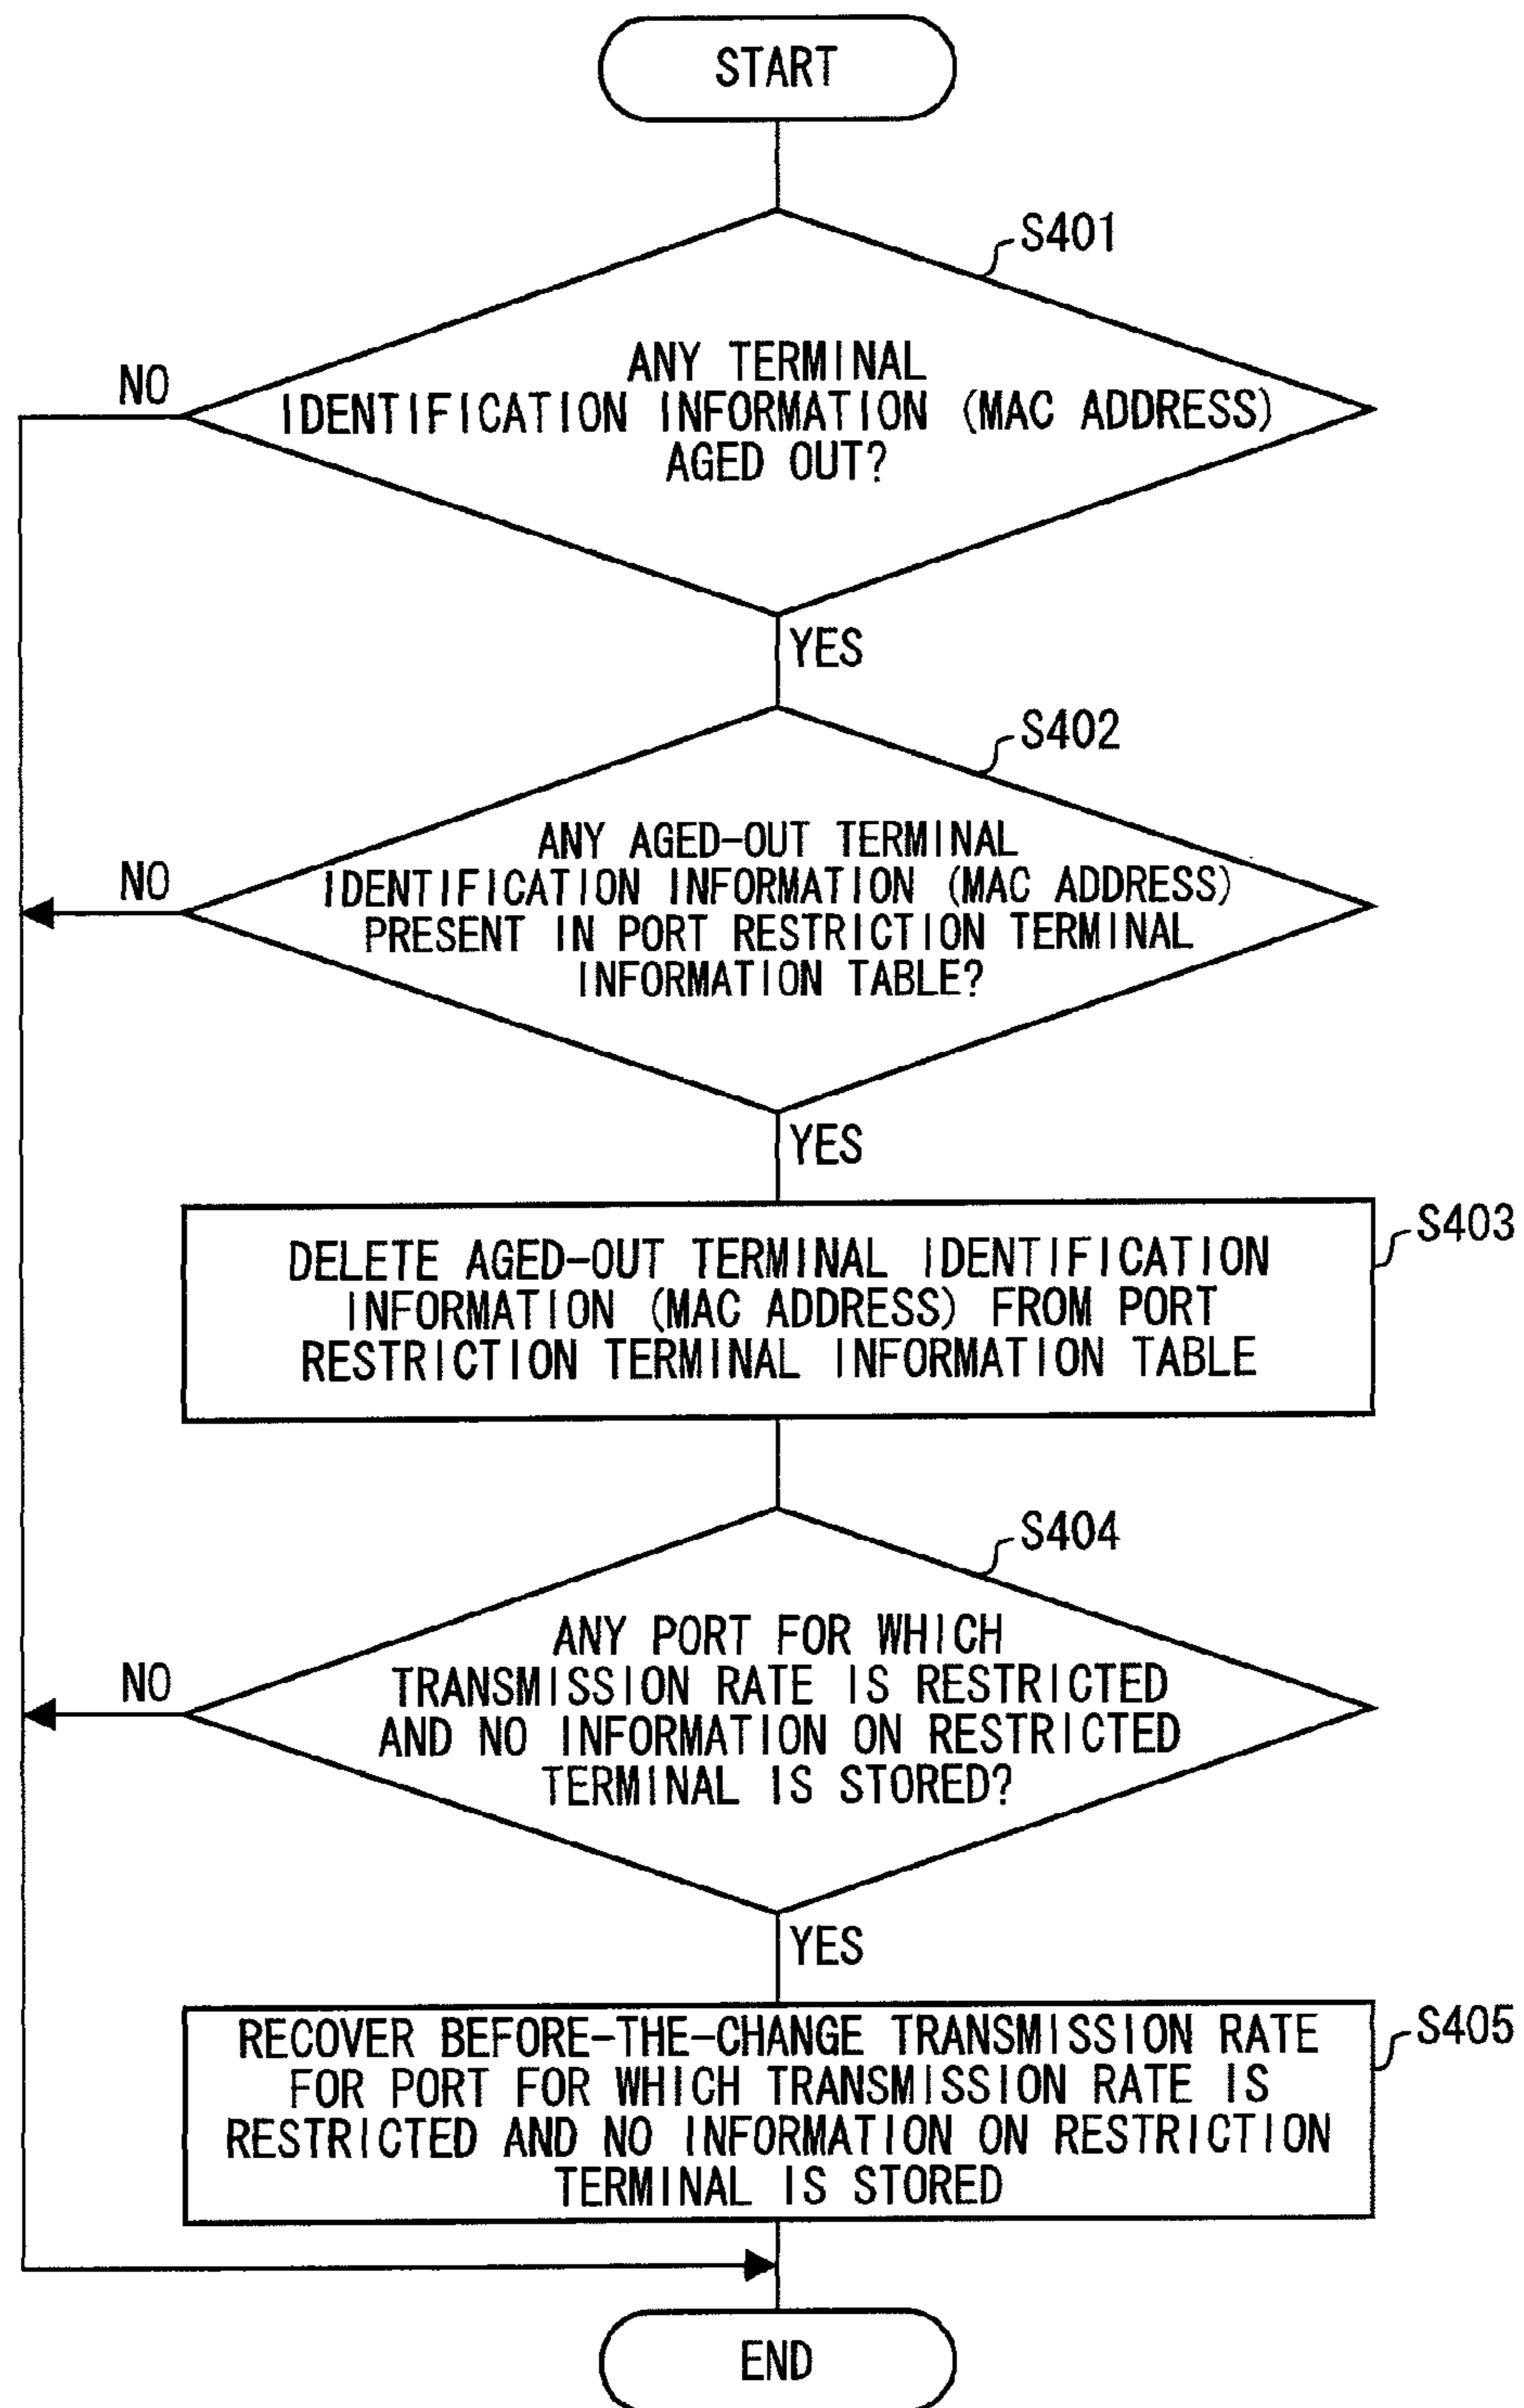 START
S401
ANY TERMINAL
IDENTIFICATION INFORMATION (MAC ADDRESS)
AGED OUT?
NO
YES
S402
ANY AGED-OUT TERMINAL
IDENTIFICATION INFORMATION (MAC ADDRESS)
PRESENT IN PORT RESTRICTION TERMINAL
INFORMATION TABLE?
NO
YES
S403
DELETE AGED-OUT TERMINAL IDENTIFICATION
INFORMATION (MAC ADDRESS) FROM PORT
RESTRICTION TERMINAL INFORMATION TABLE
S404
ANY PORT FOR WHICH
TRANSMISSION RATE IS RESTRICTED
AND NO INFORMATION ON RESTRICTED
TERMINAL IS STORED?
NO
YES
S405
RECOVER BEFORE-THE-CHANGE TRANSMISSION RATE
FOR PORT FOR WHICH TRANSMISSION RATE IS
RESTRICTED AND NO INFORMATION ON RESTRICTION
TERMINAL IS STORED
END